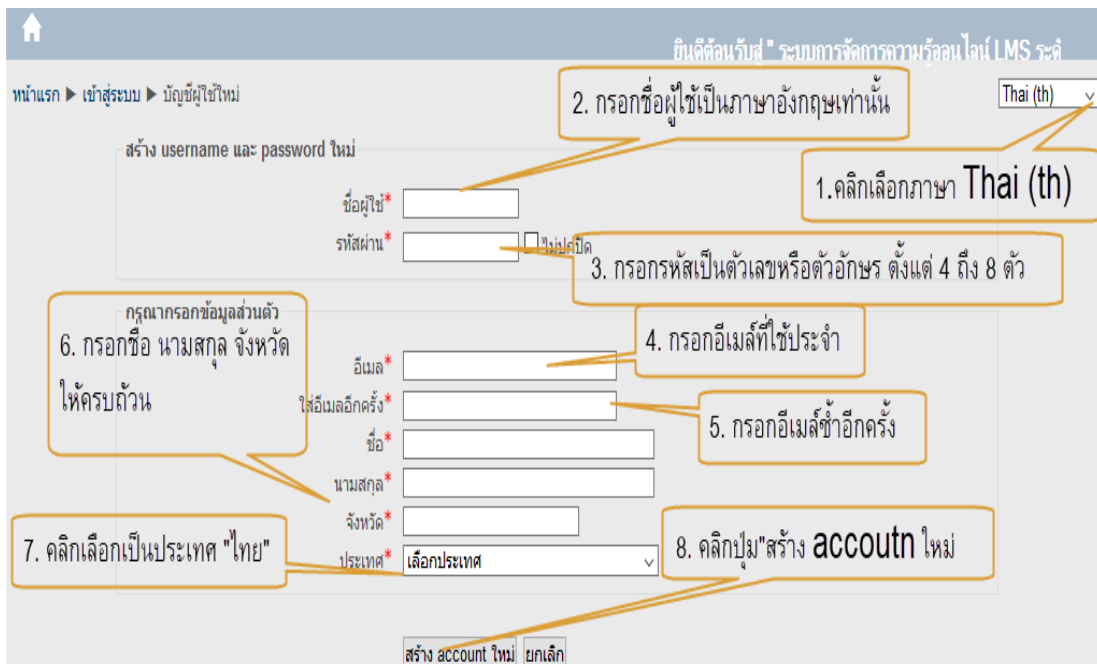 ยินดีต้อนรับสู่ " ระบบการจัดการความรู้ออนไลน์ LMS ระดั
หน้าแรก ▶ เข้าสู่ระบบ ▶ บัญชีผู้ใช้ใหม่
Thai (th)
2. กรอกชื่อผู้ใช้เป็นภาษาอังกฤษเท่านั้น
1.คลิกเลือกภาษา Thai (th)
สร้าง username และ password ใหม่
ชื่อผู้ใช้*
รหัสผ่าน*
ไม่ปกปิด
3. กรอกรหัสเป็นตัวเลขหรือตัวอักษร ตั้งแต่ 4 ถึง 8 ตัว
กรุณากรอกข้อมูลส่วนตัว
6. กรอกชื่อ นามสกุล จังหวัด
ให้ครบถ้วน
4. กรอกอีเมล์ที่ใช้ประจำ
อีเมล*
ใส่อีเมลอีกครั้ง*
5. กรอกอีเมล์ซ้ำอีกครั้ง
ชื่อ*
นามสกุล*
จังหวัด*
7. คลิกเลือกเป็นประเทศ "ไทย"
ประเทศ*
เลือกประเทศ
8. คลิกปุ่ม"สร้าง accoutn ใหม่
สร้าง account ใหม่
ยกเลิก